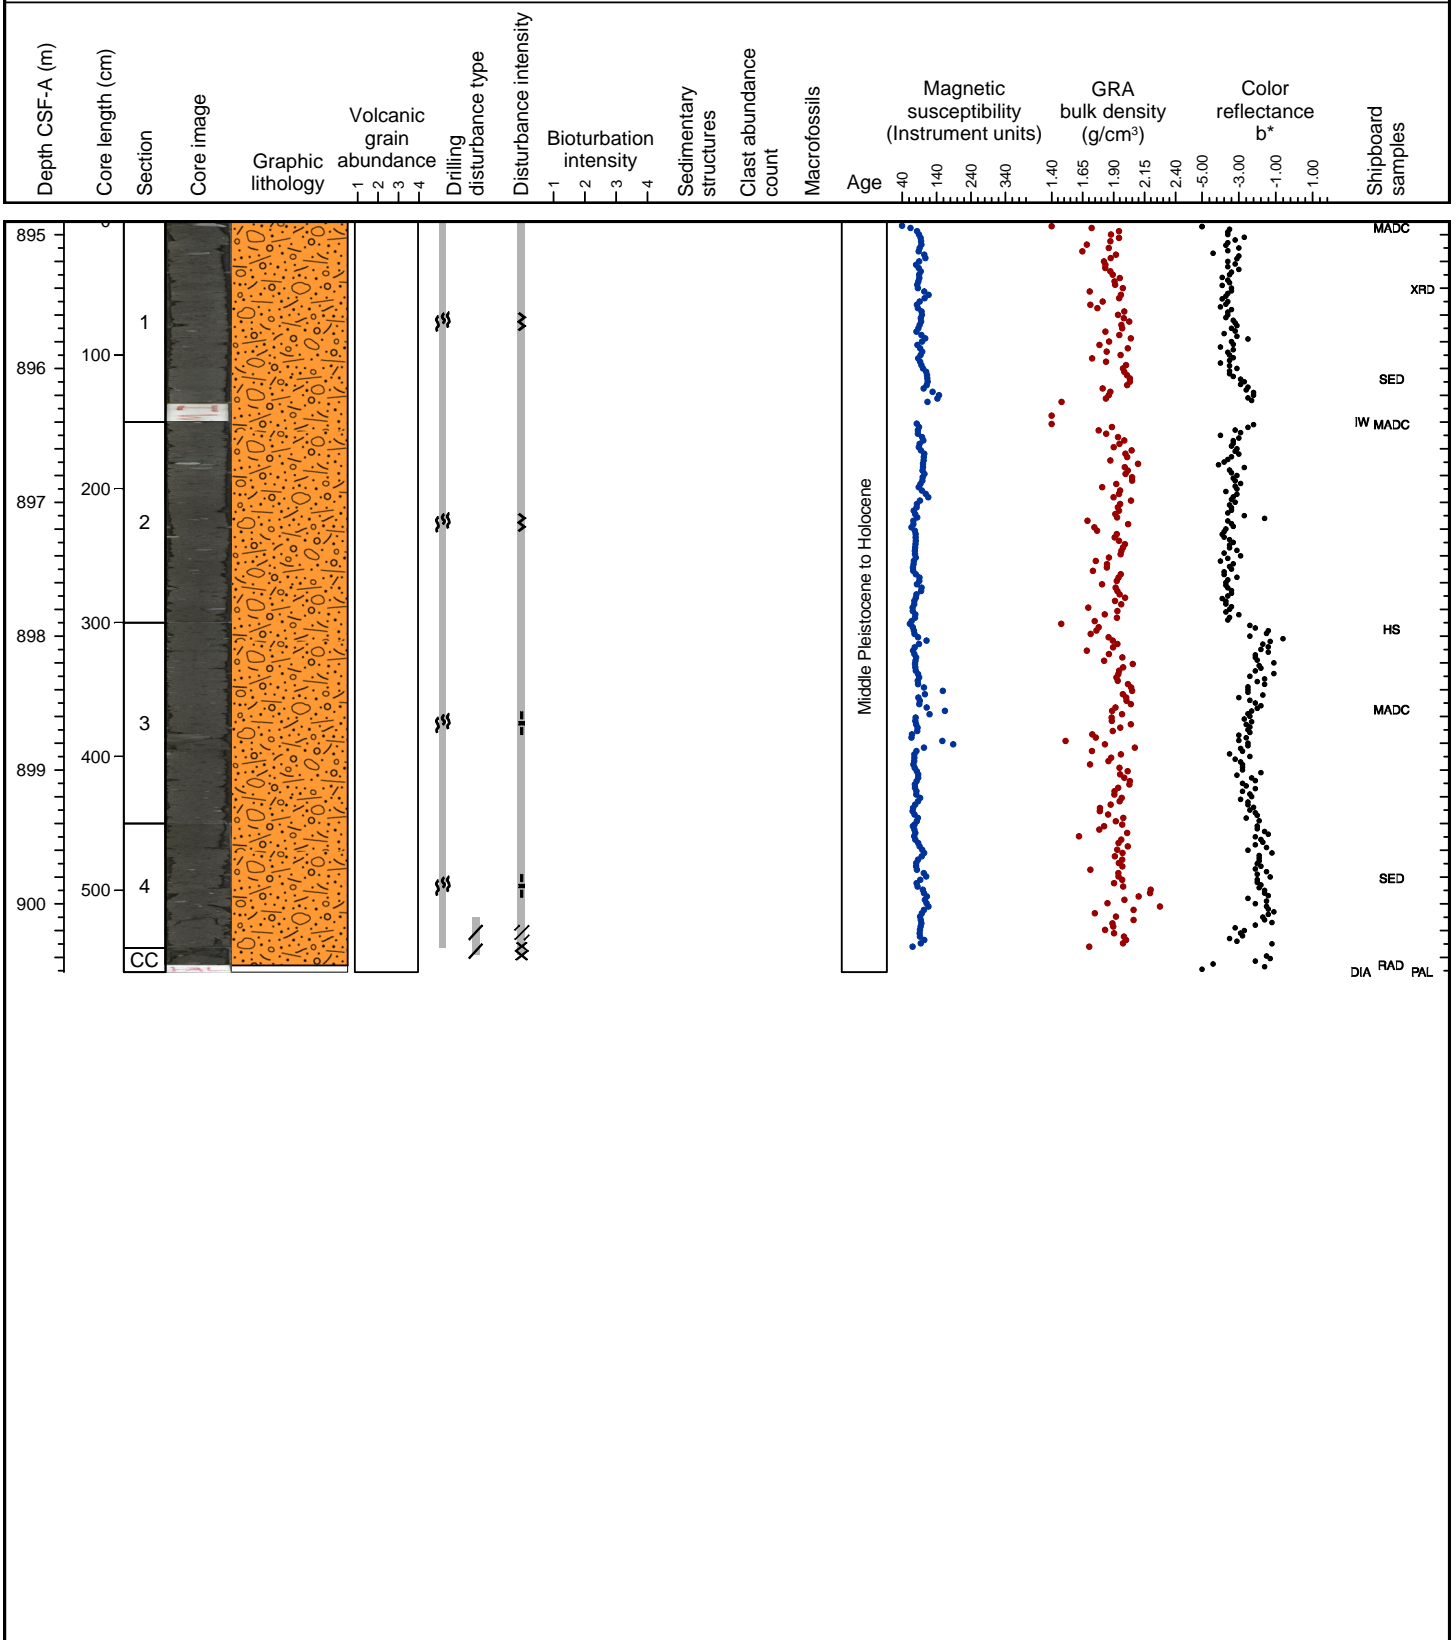 Depth CSF-A (m)
Core length (cm)
Section
Core image
Graphic
lithology
Volcanic
grain
abundance
1 2 3 4
Drilling
disturbance type
Disturbance intensity
Bioturbation
intensity
1 2 3 4
Sedimentary
structures
Clast abundance
count
Macrofossils
Age
Magnetic
susceptibility
(Instrument units)
40 140 240 340
GRA
bulk density
(g/cm³)
1.40 1.65 1.90 2.15 2.40
Color
reflectance
b*
-5.00 -3.00 -1.00 1.00
Shipboard
samples
895
896
897
898
899
900
0
100
200
300
400
500
1
2
3
4
CC
Middle Pleistocene to Holocene
MADC
XRD
SED
IW MADC
HS
MADC
SED
DIA RAD PAL